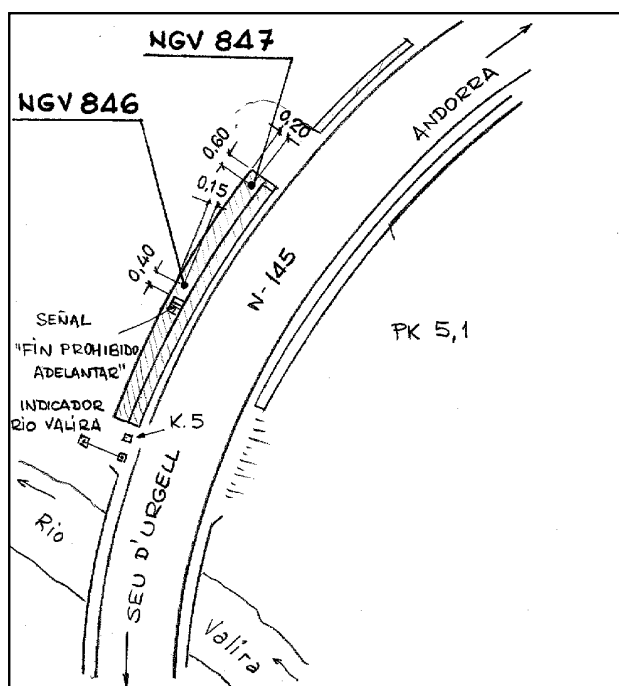 NGV 847
NGV 846
ANDORRA
0,20
0,60
0,15
0,40
N-145
SEÑAL
"FIN PROHIBIDO
ADELANTAR"
PK 5,1
INDICADOR
RIO VALIRA
K.5
SEU D'URGELL
Rio
Valira